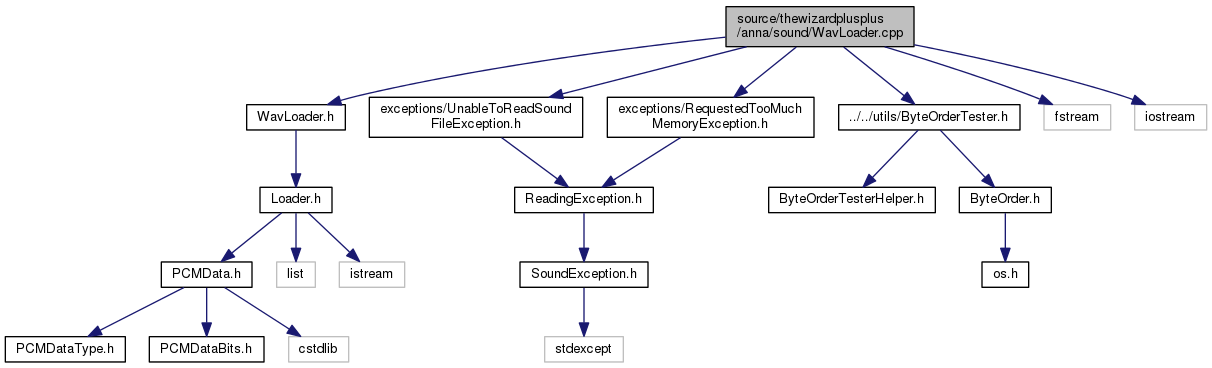 source/thewizardplusplus
/anna/sound/WavLoader.cpp
WavLoader.h
exceptions/UnableToReadSound
FileException.h
exceptions/RequestedTooMuch
MemoryException.h
../../utils/ByteOrderTester.h
fstream
iostream
Loader.h
ReadingException.h
ByteOrderTesterHelper.h
ByteOrder.h
PCMData.h
list
istream
SoundException.h
os.h
PCMDataType.h
PCMDataBits.h
cstdlib
stdexcept